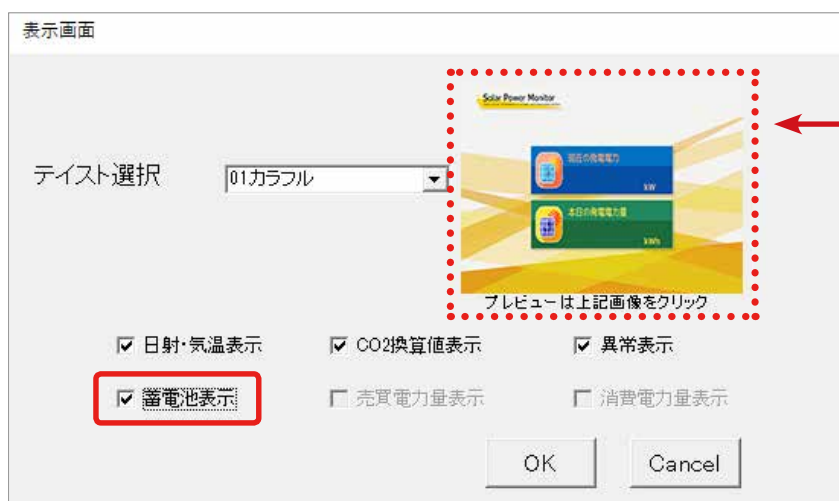 表示画面
Solar Power Monitor
テイスト選択
01カラフル
現在の発電電力
kW
本日の発電電力量
kWh
プレビューは上記画像をクリック
日射・気温表示
CO2換算値表示
異常表示
蓄電池表示
売買電力量表示
消費電力量表示
OK
Cancel